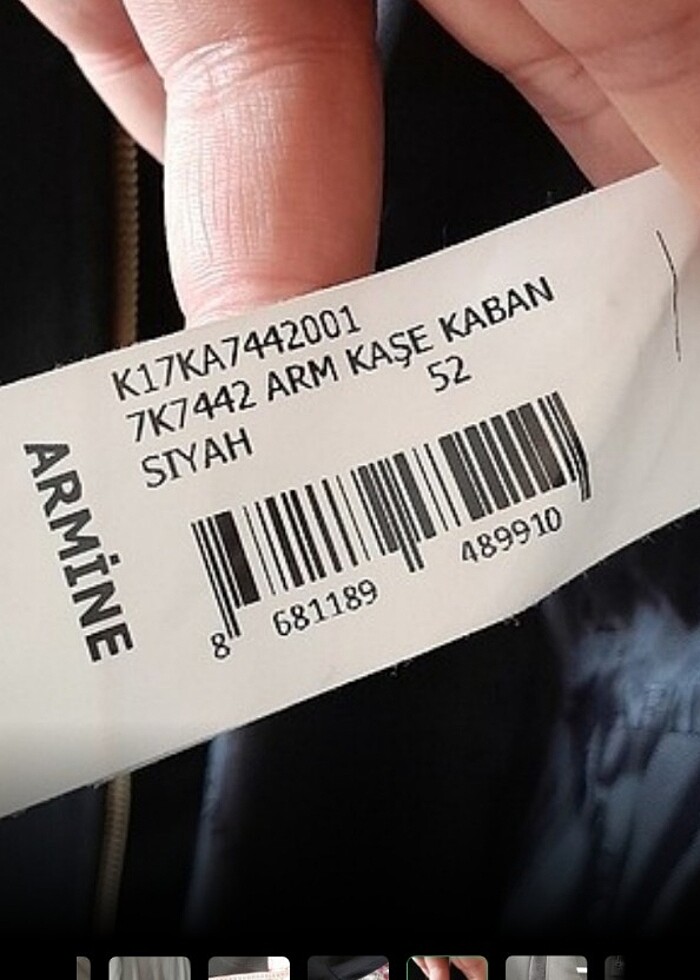 K17KA7442001
7K7442 ARM KAŞE KABAN
SIYAH 52
ARMİNE
8 681189 489910